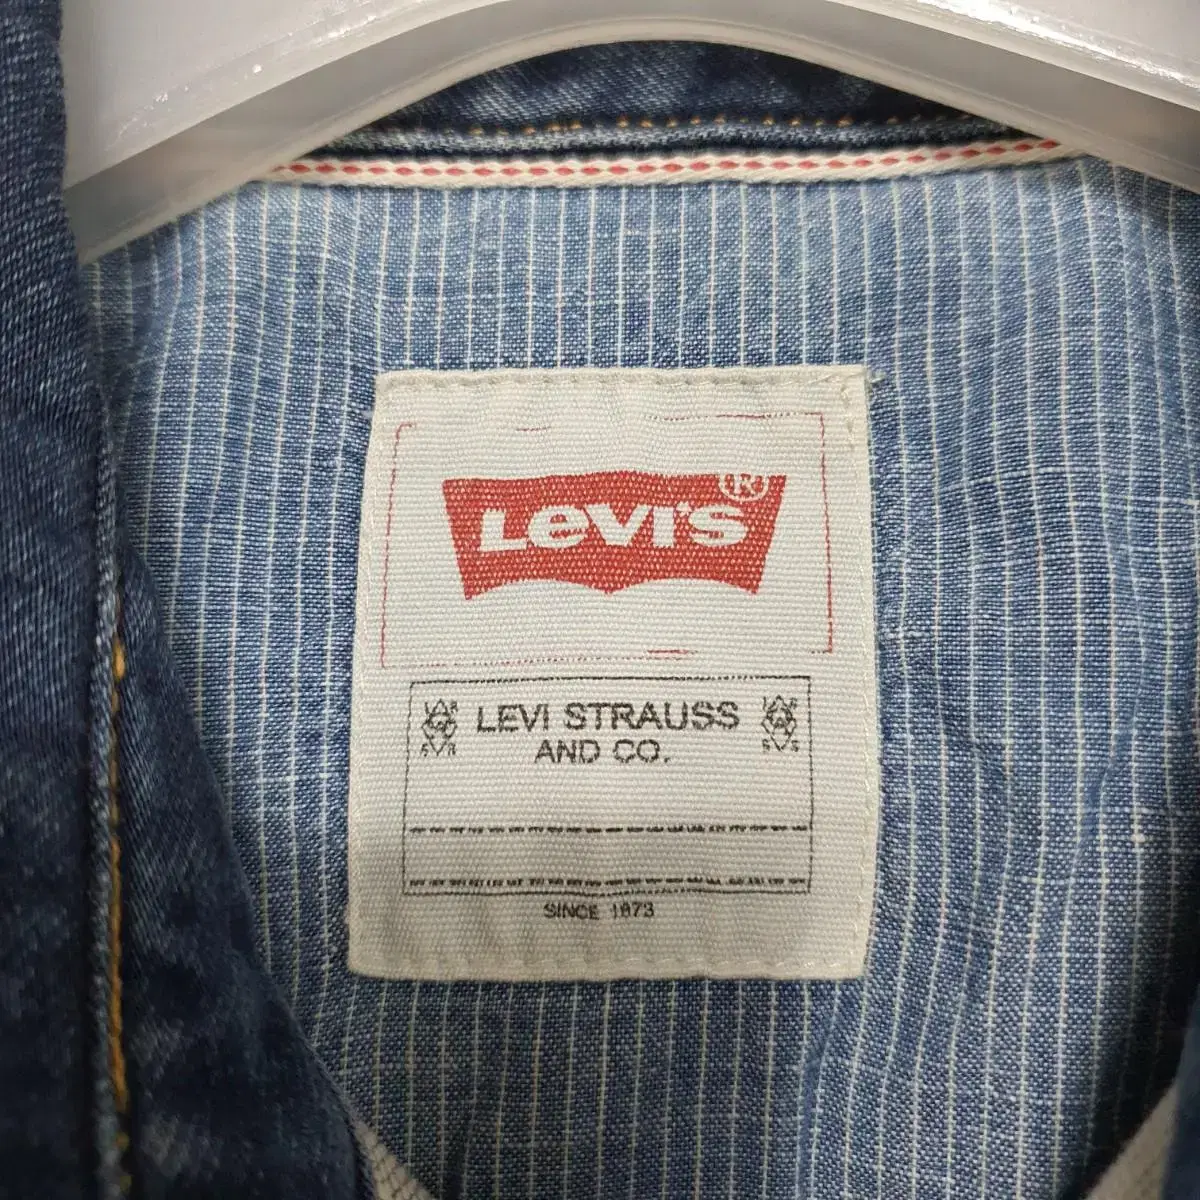 LEVI'S®
LEVI STRAUSS
AND CO.
SINCE 1873